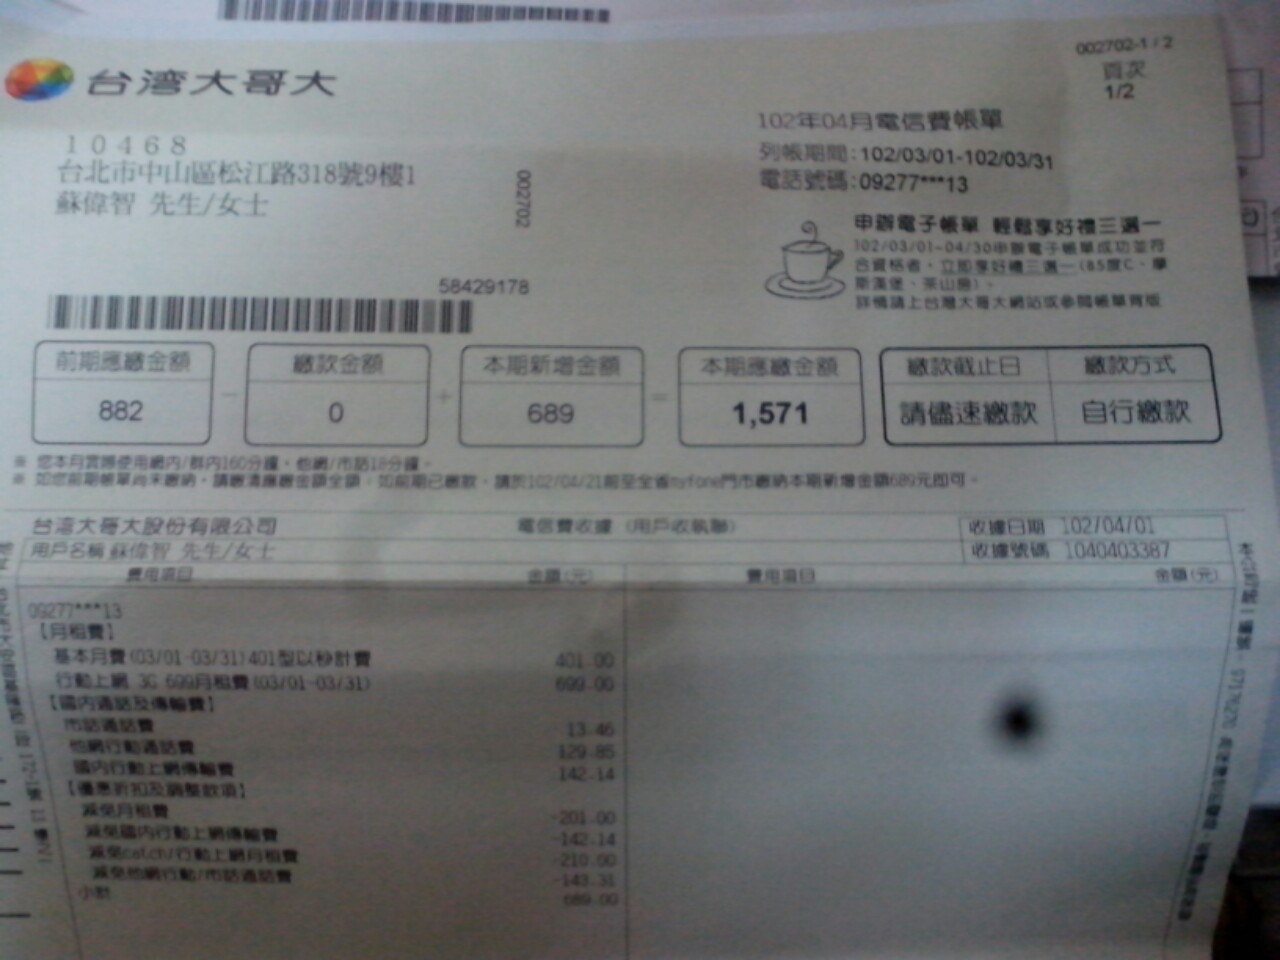 002702-1 / 2
頁次
1/2
台灣大哥大
102年04月電信費帳單
列帳期間:102/03/01-102/03/31
電話號碼:09277***13
10468
台北市中山區松江路318號9樓1
蘇偉智 先生/女士
002702
申辦電子帳單 輕鬆享好禮三選一
102/03/01-04/30申辦電子帳單成功並符
合資格者,立即享好禮三選一(85度C、摩
斯漢堡、茶山房)。
詳情請上台灣大哥大網站或參閱帳單背版
58429178
前期應繳金額
882
-
繳款金額
0
+
本期新增金額
689
=
本期應繳金額
1,571
繳款截止日
請儘速繳款
繳款方式
自行繳款
※ 您本月實際使用網內/群內160分鐘,他網/市話18分鐘。
※ 如您前期帳單尚未繳納,請繳清應繳金額全額,如前期已繳款,請於102/04/21前至全省myfone門市繳納本期新增金額689元即可。
台灣大哥大股份有限公司 電信費收據 (用戶收執聯) 收據日期 102/04/01
用戶名稱 蘇偉智 先生/女士 收據號碼 1040403387
費用項目 金額(元) 費用項目 金額(元)
09277***13
【月租費】
基本月費(03/01-03/31)401型以秒計費 401.00
行動上網 3G 699月租費(03/01-03/31) 699.00
【國內通話及傳輸費】
市話通話費 13.46
他網行動通話費 129.85
國內行動上網傳輸費 142.14
【優惠折扣及調整款項】
減免月租費 -201.00
減免國內行動上網傳輸費 -142.14
減免catch/行動上網月租費 -210.00
減免他網行動/市話通話費 -143.31
小計 689.00